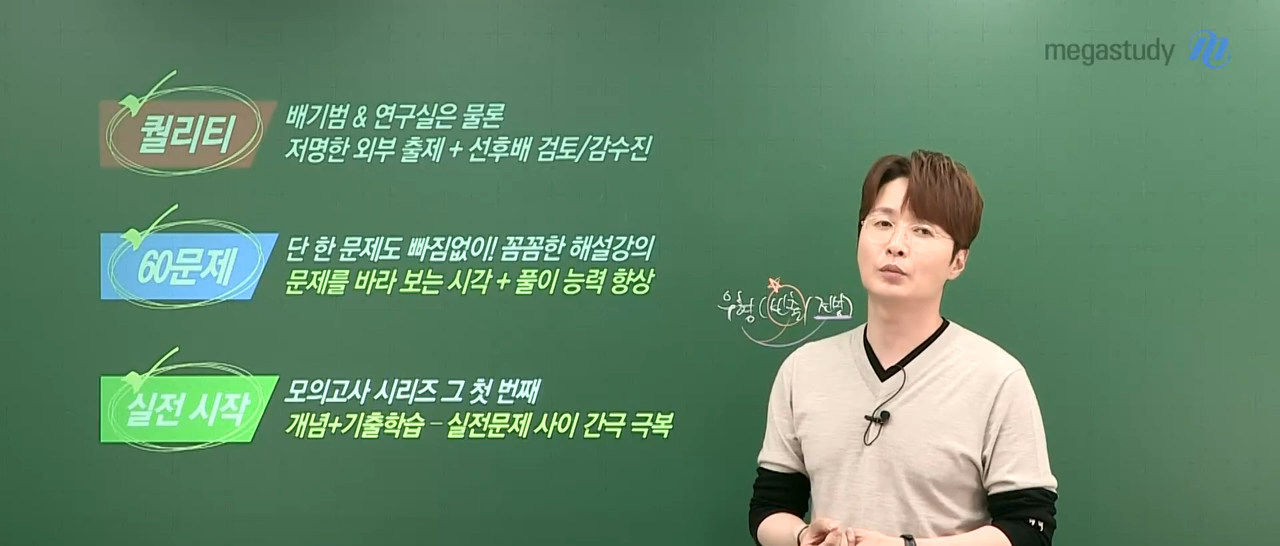 megastudy
퀄리티
배기범 & 연구실은 물론
저명한 외부 출제 + 선후배 검토/감수진
60문제
단 한 문제도 빠짐없이! 꼼꼼한 해설강의
문제를 바라 보는 시각 + 풀이 능력 향상
유형 (빈출/
실전 시작
모의고사 시리즈 그 첫 번째
개념+기출학습 – 실전문제 사이 간극 극복